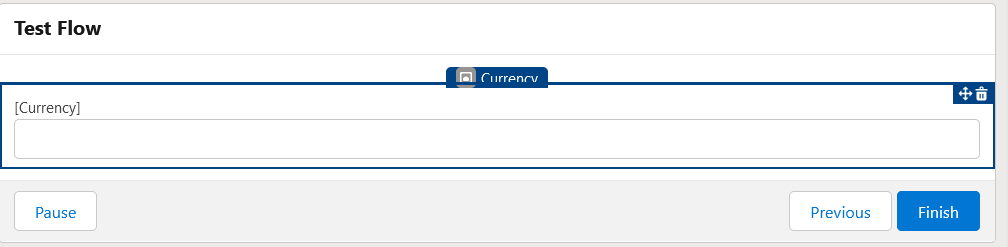 Test Flow
Currency
[Currency]
Pause
Previous
Finish